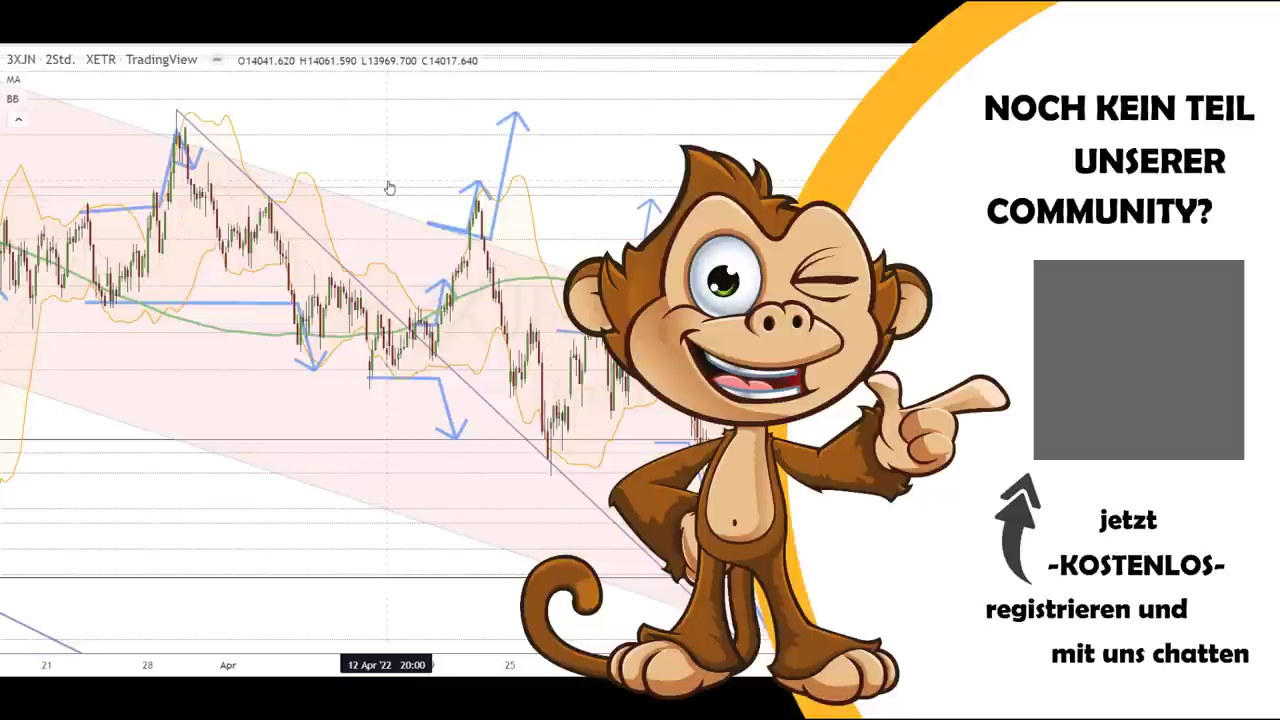 3XJN · 2Std. XETR · TradingView O14041.620 H14061.590 L13969.700 C14017.640
MA
BB
21 28 Apr 12 Apr '22 20:00 25
NOCH KEIN TEIL
UNSERER
COMMUNITY?
jetzt
-KOSTENLOS-
registrieren und
mit uns chatten